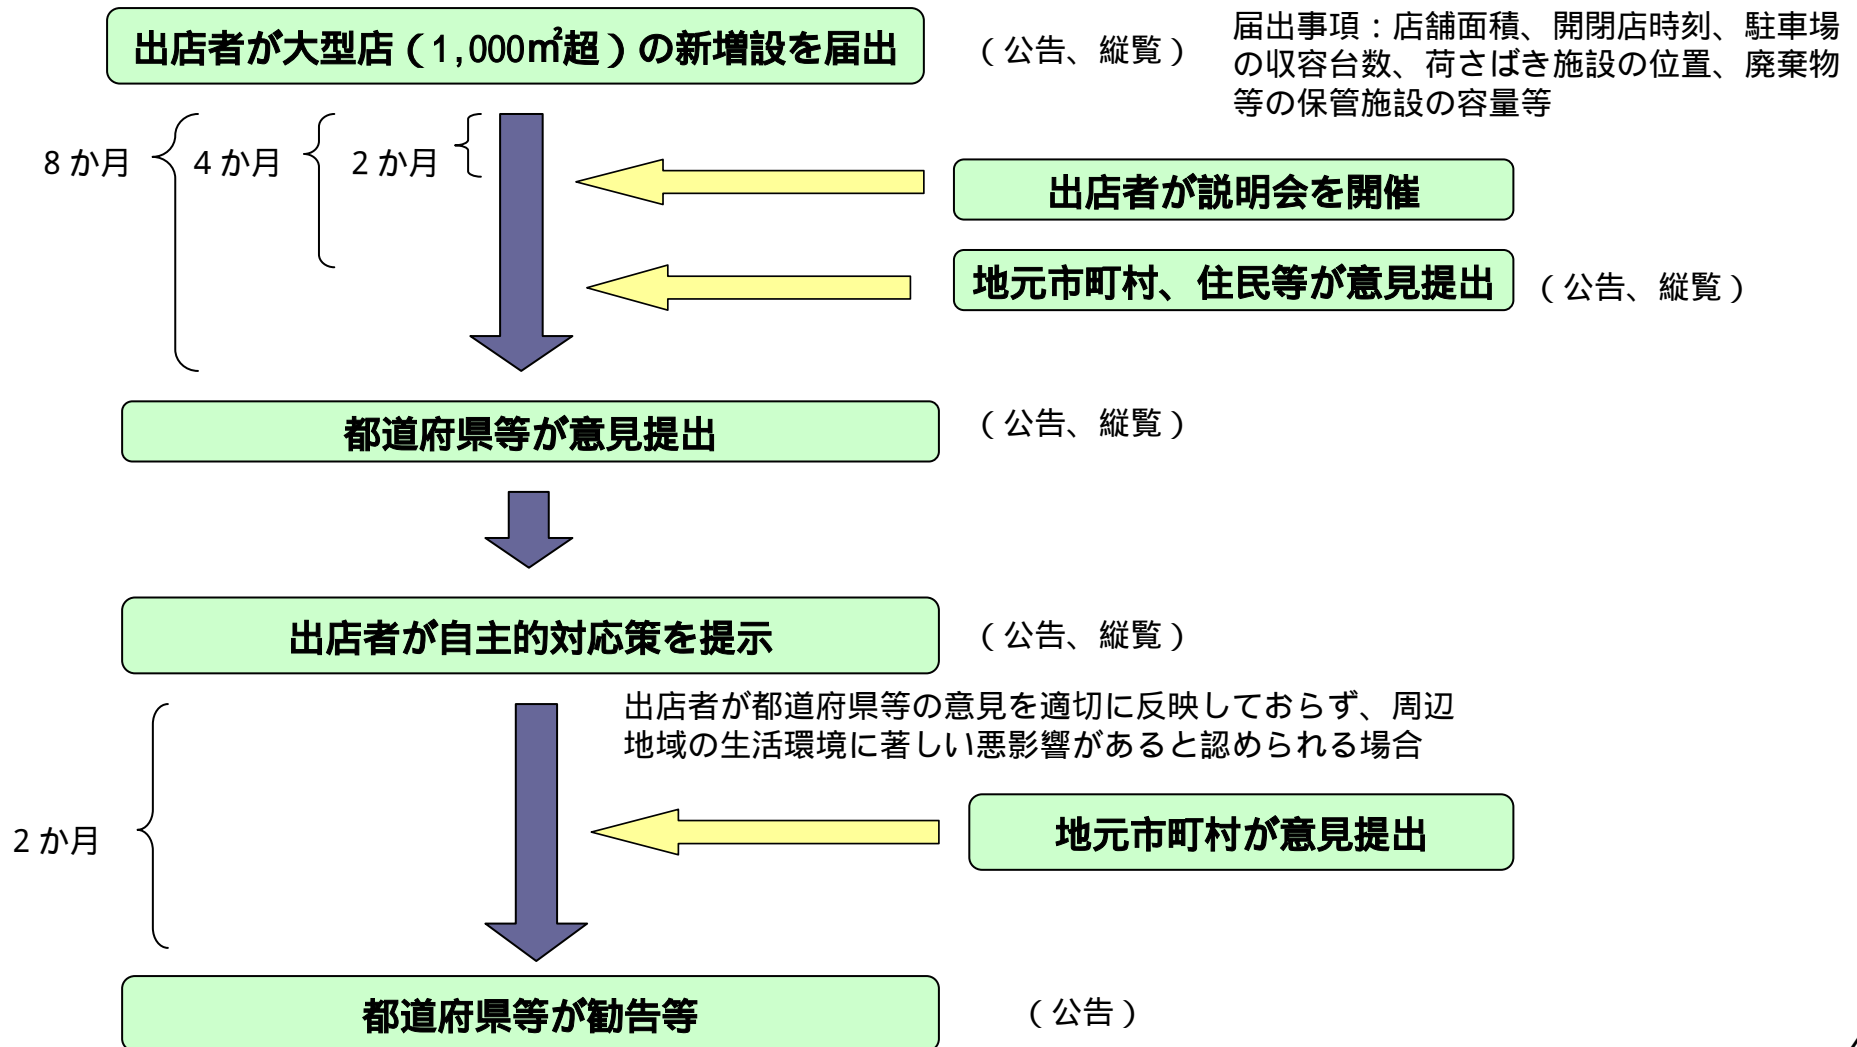 出店者が大型店（1,000㎡超）の新増設を届出
（公告、縦覧）
届出事項：店舗面積、開閉店時刻、駐車場
の収容台数、荷さばき施設の位置、廃棄物
等の保管施設の容量等
8か月
4か月
2か月
出店者が説明会を開催
地元市町村、住民等が意見提出
（公告、縦覧）
都道府県等が意見提出
（公告、縦覧）
出店者が自主的対応策を提示
（公告、縦覧）
出店者が都道府県等の意見を適切に反映しておらず、周辺
地域の生活環境に著しい悪影響があると認められる場合
2か月
地元市町村が意見提出
都道府県等が勧告等
（公告）